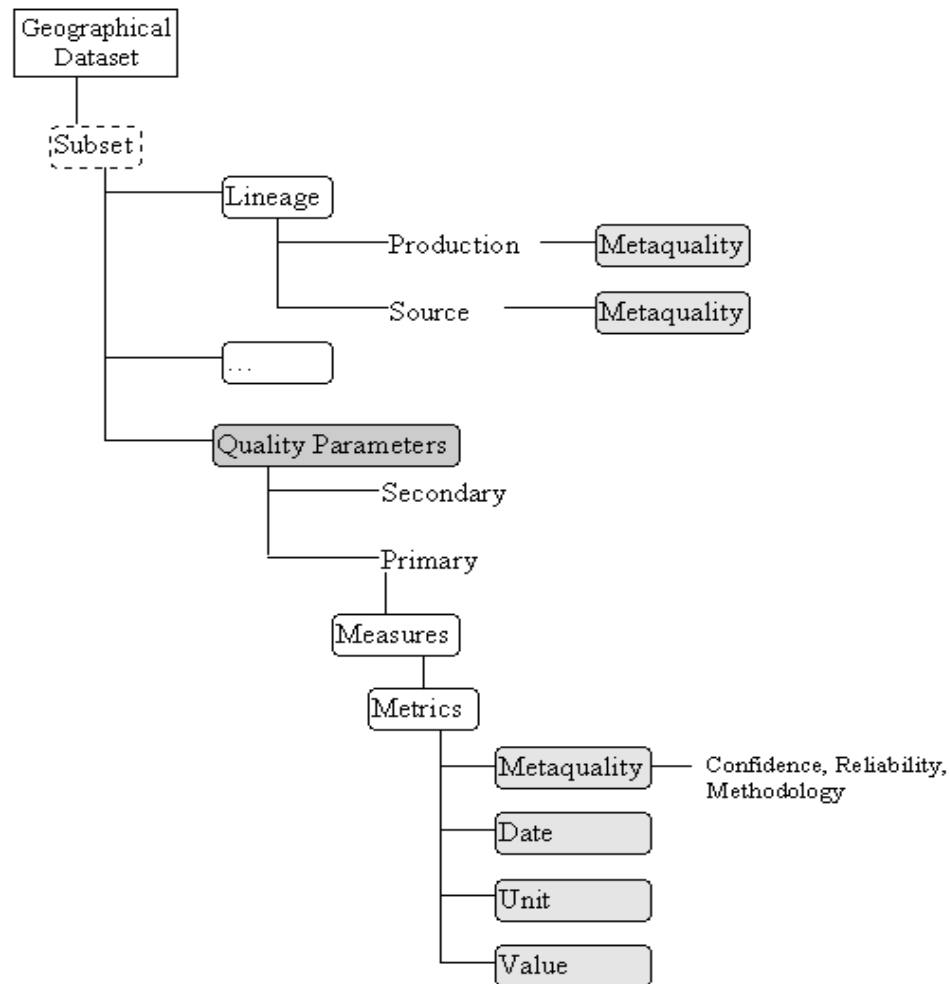 Geographical
Dataset
Subset
Lineage
Production
Metaquality
Source
Metaquality
...
Quality Parameters
Secondary
Primary
Measures
Metrics
Metaquality
Confidence, Reliability,
Methodology
Date
Unit
Value